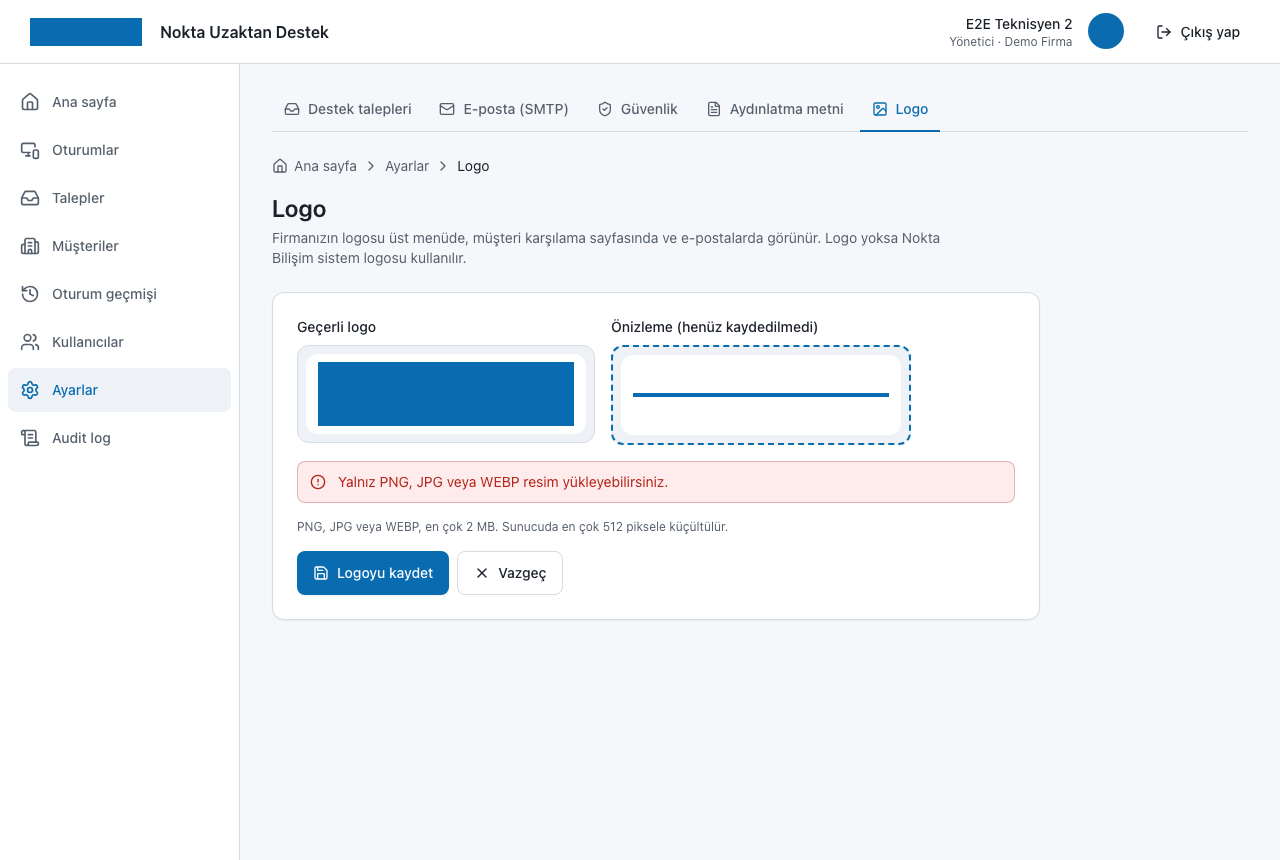 Nokta Uzaktan Destek
E2E Teknisyen 2
Yönetici · Demo Firma
Çıkış yap
Ana sayfa
Oturumlar
Talepler
Müşteriler
Oturum geçmişi
Kullanıcılar
Ayarlar
Audit log
Destek talepleri
E-posta (SMTP)
Güvenlik
Aydınlatma metni
Logo
Ana sayfa > Ayarlar > Logo
Logo
Firmanızın logosu üst menüde, müşteri karşılama sayfasında ve e-postalarda görünür. Logo yoksa Nokta
Bilişim sistem logosu kullanılır.
Geçerli logo
Önizleme (henüz kaydedilmedi)
Yalnız PNG, JPG veya WEBP resim yükleyebilirsiniz.
PNG, JPG veya WEBP, en çok 2 MB. Sunucuda en çok 512 piksele küçültülür.
Logoyu kaydet
Vazgeç